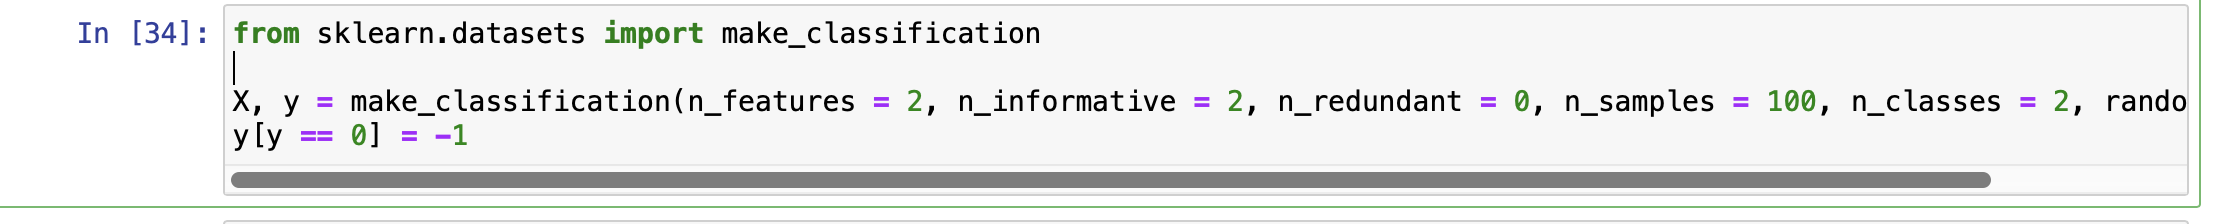 In [34]: from sklearn.datasets import make_classification
X, y = make_classification(n_features = 2, n_informative = 2, n_redundant = 0, n_samples = 100, n_classes = 2, rando
y[y == 0] = -1